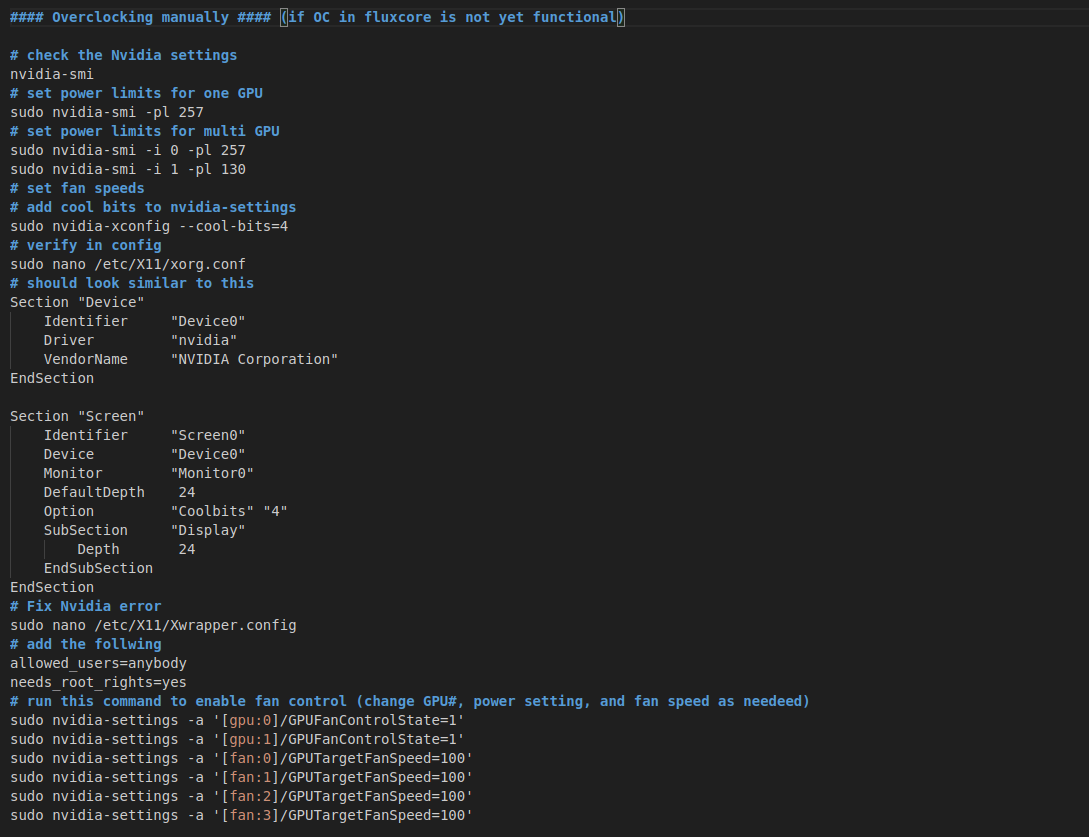 #### Overclocking manually #### (if OC in fluxcore is not yet functional)
# check the Nvidia settings
nvidia-smi
# set power limits for one GPU
sudo nvidia-smi -pl 257
# set power limits for multi GPU
sudo nvidia-smi -i 0 -pl 257
sudo nvidia-smi -i 1 -pl 130
# set fan speeds
# add cool bits to nvidia-settings
sudo nvidia-xconfig --cool-bits=4
# verify in config
sudo nano /etc/X11/xorg.conf
# should look similar to this
Section "Device"
    Identifier     "Device0"
    Driver         "nvidia"
    VendorName     "NVIDIA Corporation"
EndSection
Section "Screen"
    Identifier     "Screen0"
    Device         "Device0"
    Monitor        "Monitor0"
    DefaultDepth    24
    Option         "Coolbits" "4"
    SubSection     "Display"
        Depth       24
    EndSubSection
EndSection
# Fix Nvidia error
sudo nano /etc/X11/Xwrapper.config
# add the follwing
allowed_users=anybody
needs_root_rights=yes
# run this command to enable fan control (change GPU#, power setting, and fan speed as needeed)
sudo nvidia-settings -a '[gpu:0]/GPUFanControlState=1'
sudo nvidia-settings -a '[gpu:1]/GPUFanControlState=1'
sudo nvidia-settings -a '[fan:0]/GPUTargetFanSpeed=100'
sudo nvidia-settings -a '[fan:1]/GPUTargetFanSpeed=100'
sudo nvidia-settings -a '[fan:2]/GPUTargetFanSpeed=100'
sudo nvidia-settings -a '[fan:3]/GPUTargetFanSpeed=100'